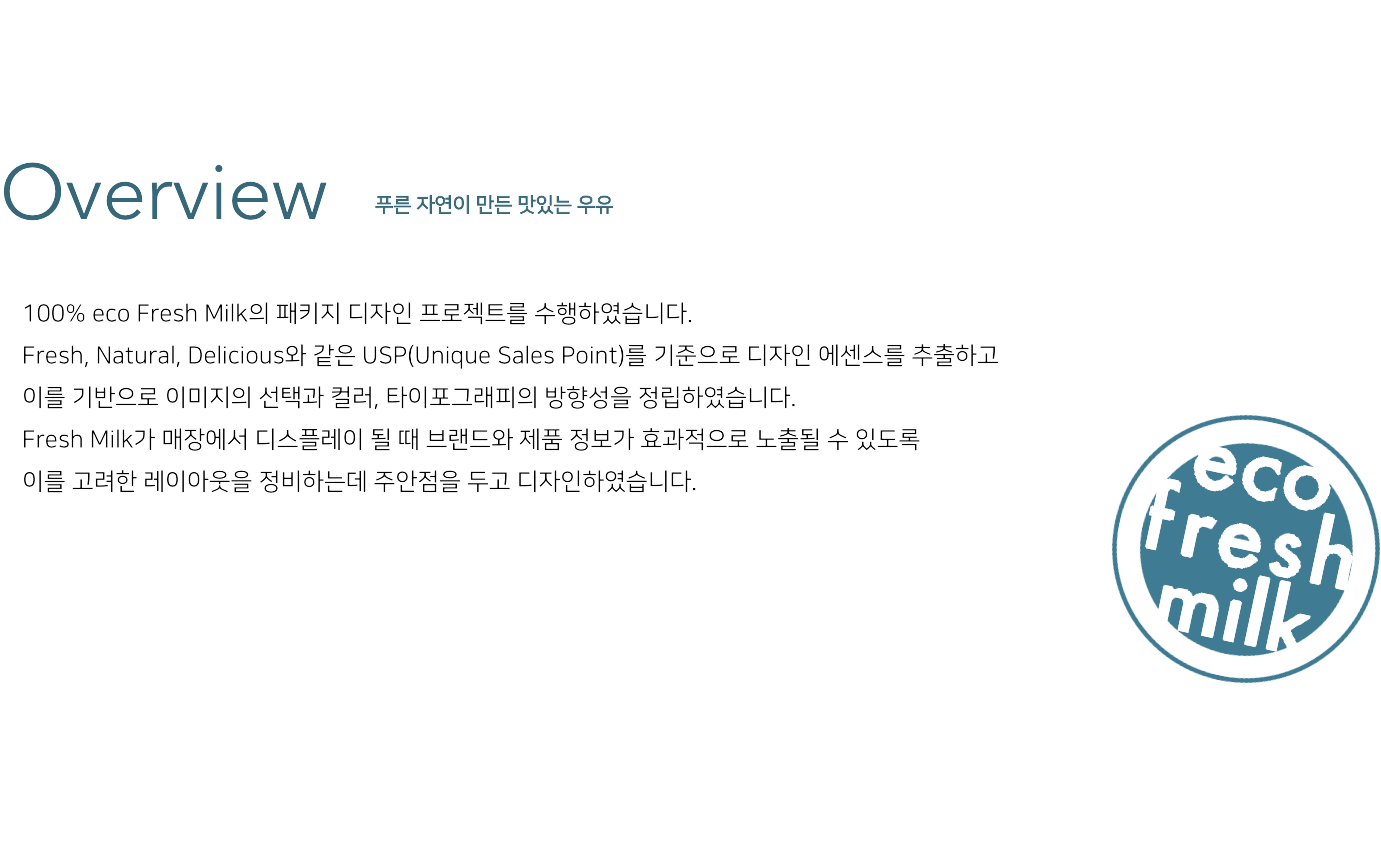 Overview 푸른 자연이 만든 맛있는 우유
100% eco Fresh Milk의 패키지 디자인 프로젝트를 수행하였습니다.
Fresh, Natural, Delicious와 같은 USP(Unique Sales Point)를 기준으로 디자인 에센스를 추출하고
이를 기반으로 이미지의 선택과 컬러, 타이포그래피의 방향성을 정립하였습니다.
Fresh Milk가 매장에서 디스플레이 될 때 브랜드와 제품 정보가 효과적으로 노출될 수 있도록
이를 고려한 레이아웃을 정비하는데 주안점을 두고 디자인하였습니다.
eco
fresh
milk